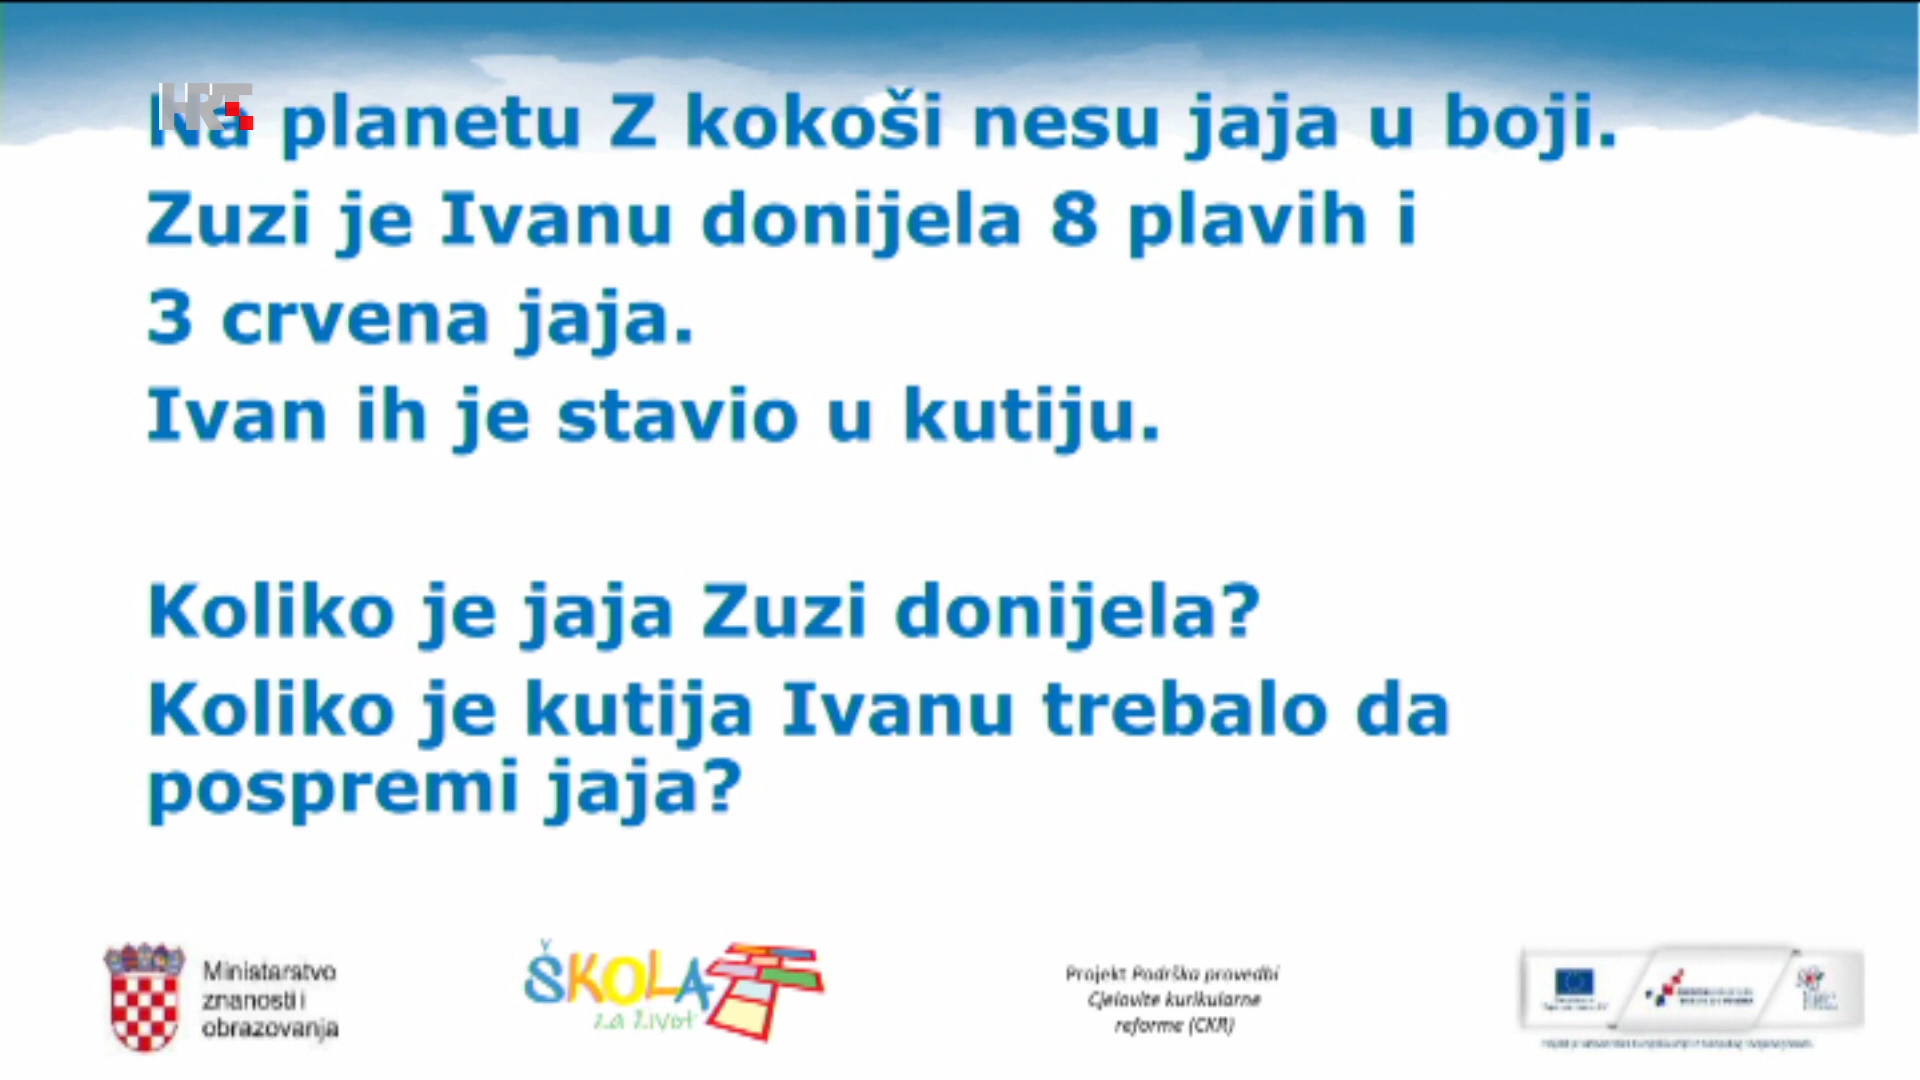 HRT
Na planetu Z kokoši nesu jaja u boji.
Zuzi je Ivanu donijela 8 plavih i
3 crvena jaja.
Ivan ih je stavio u kutiju.
Koliko je jaja Zuzi donijela?
Koliko je kutija Ivanu trebalo da
pospremi jaja?
Ministarstvo
znanosti i
obrazovanja
ŠKOLA
za život
Projekt Podrška provedbi
Cjelovite kurikularne
reforme (CKR)